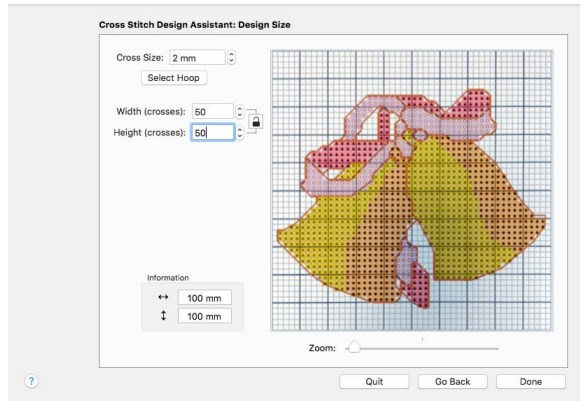 Cross Stitch Design Assistant: Design Size
Cross Size: 2 mm
Select Hoop
Width (crosses): 50
Height (crosses): 50
Information
↔ 100 mm
↕ 100 mm
Zoom:
? Quit Go Back Done